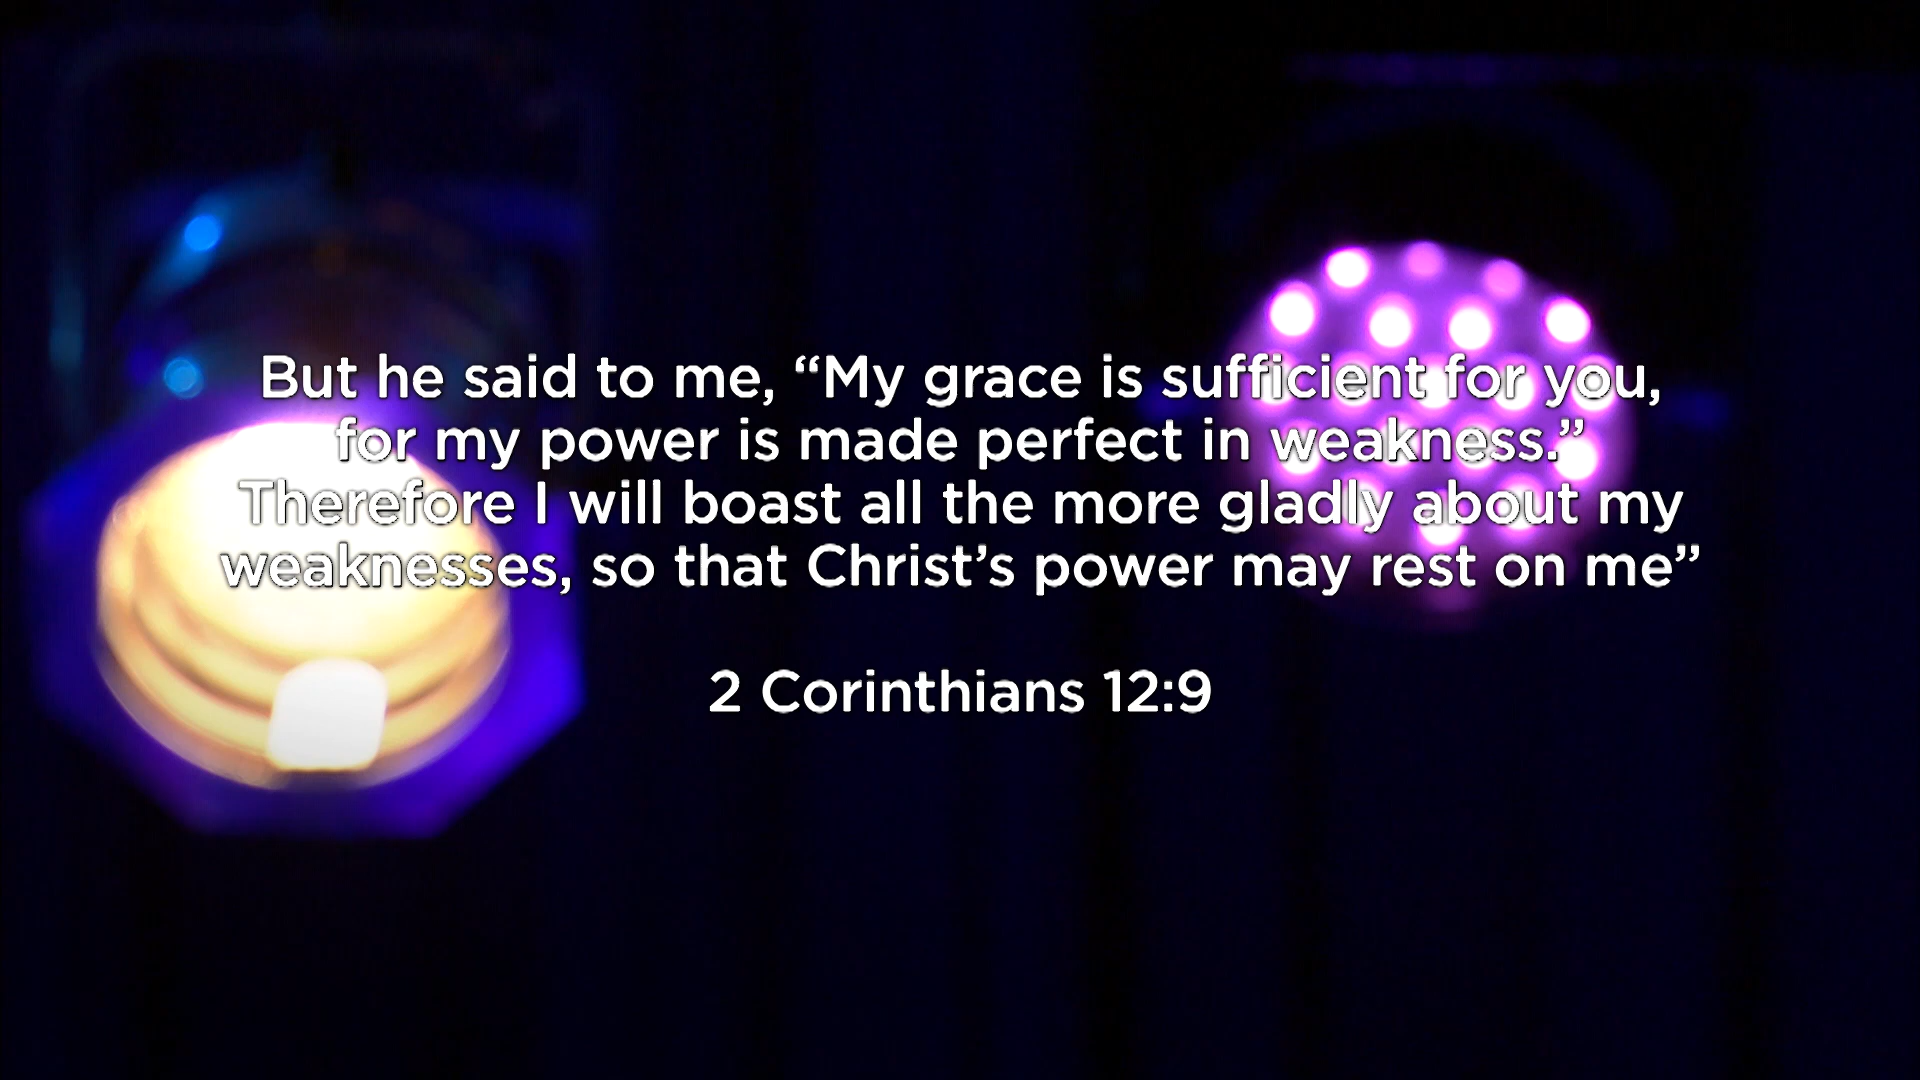 But he said to me, “My grace is sufficient for you,
for my power is made perfect in weakness.”
Therefore I will boast all the more gladly about my
weaknesses, so that Christ’s power may rest on me”
2 Corinthians 12:9